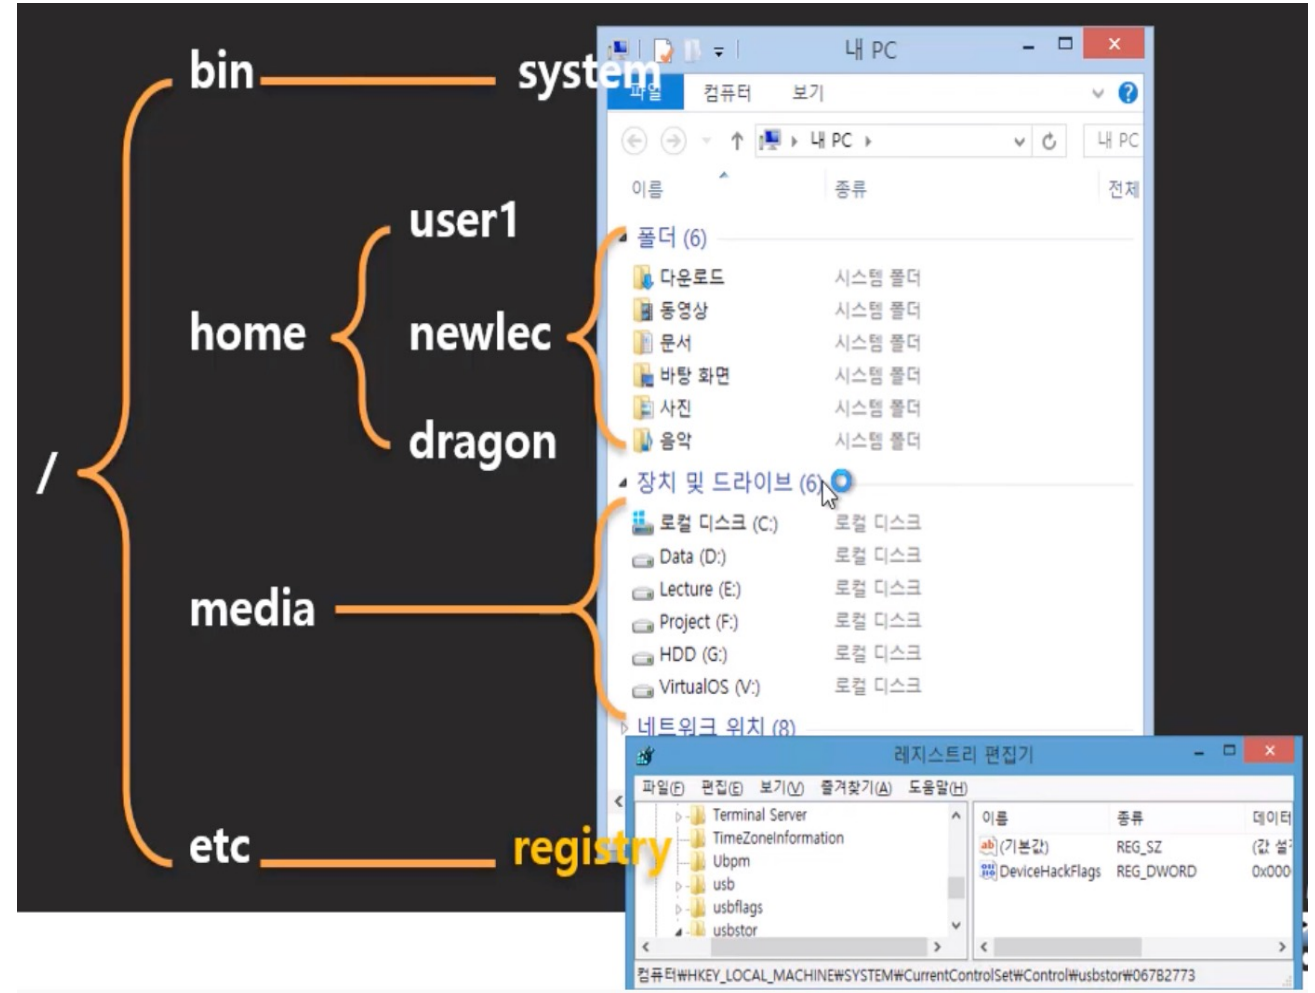 bin
system
user1
home
newlec
dragon
/
media
etc
registry
내 PC
파일
컴퓨터
보기
내 PC
내 PC
이름
종류
전체
폴더 (6)
다운로드 시스템 폴더
동영상 시스템 폴더
문서 시스템 폴더
바탕 화면 시스템 폴더
사진 시스템 폴더
음악 시스템 폴더
장치 및 드라이브 (6)
로컬 디스크 (C:) 로컬 디스크
Data (D:) 로컬 디스크
Lecture (E:) 로컬 디스크
Project (F:) 로컬 디스크
HDD (G:) 로컬 디스크
VirtualOS (V:) 로컬 디스크
네트워크 위치 (8)
레지스트리 편집기
파일(F) 편집(E) 보기(V) 즐겨찾기(A) 도움말(H)
Terminal Server
TimeZoneInformation
Ubpm
usb
usbflags
usbstor
이름 종류 데이터
(기본값) REG_SZ (값
DeviceHackFlags REG_DWORD 0x000
컴퓨터₩HKEY_LOCAL_MACHINE₩SYSTEM₩CurrentControlSet₩Control₩usbstor₩067B2773